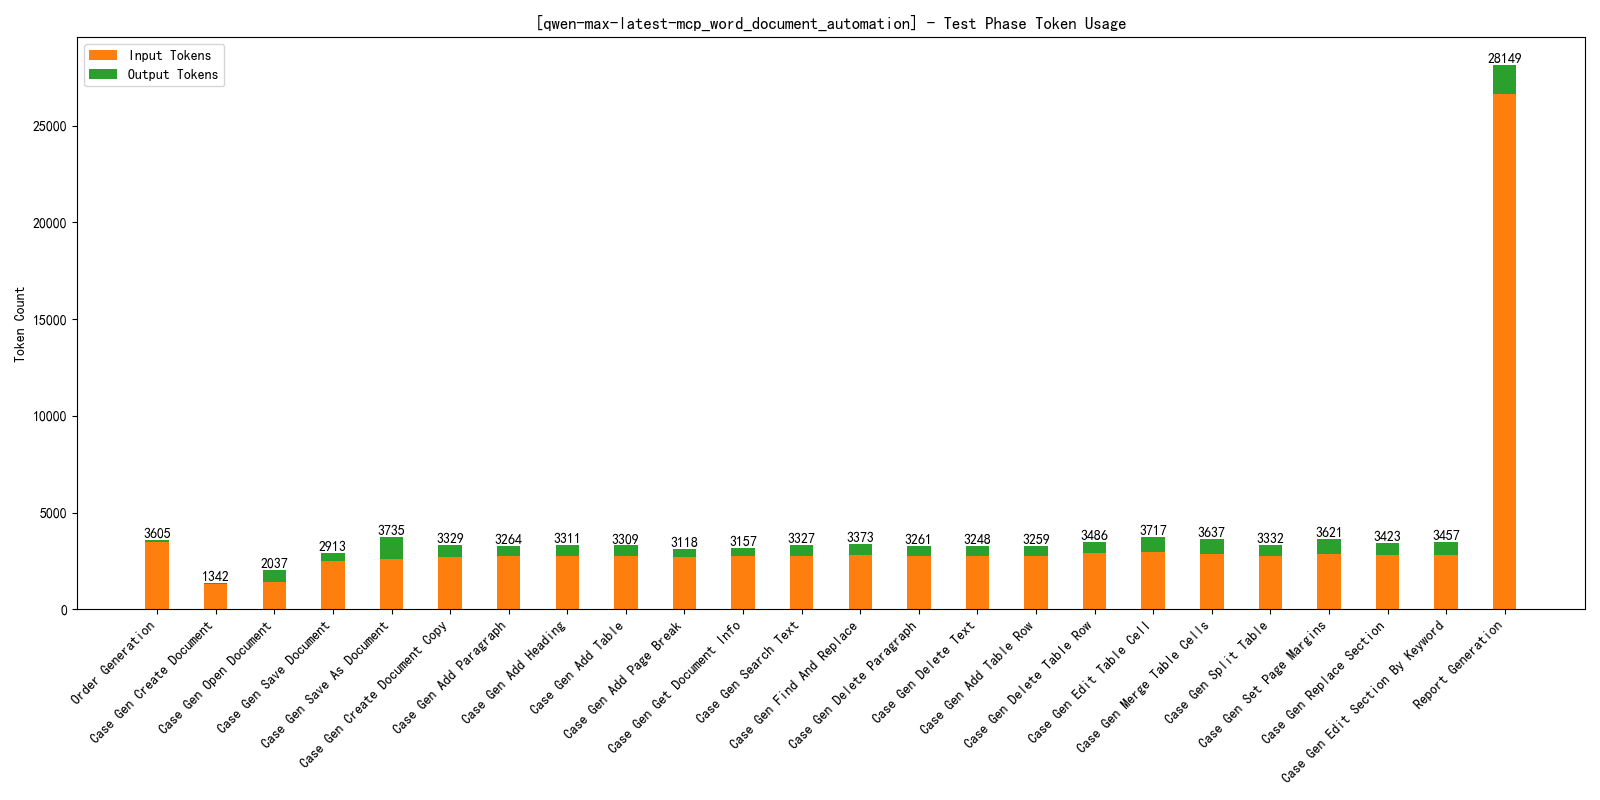 [qwen-max-latest-mcp_word_document_automation] - Test Phase Token Usage
Input Tokens
Output Tokens
Token Count
25000
20000
15000
10000
5000
0
3605
1342
2037
2913
3735
3329
3264
3311
3309
3118
3157
3327
3373
3261
3248
3259
3486
3717
3637
3332
3621
3423
3457
28149
Order Generation
Case Gen Create Document
Case Gen Open Document
Case Gen Save Document
Case Gen Save As Document
Case Gen Create Document Copy
Case Gen Add Paragraph
Case Gen Add Heading
Case Gen Add Table
Case Gen Add Page Break
Case Gen Get Document Info
Case Gen Search Text
Case Gen Find And Replace
Case Gen Delete Paragraph
Case Gen Delete Text
Case Gen Add Table Row
Case Gen Delete Table Row
Case Gen Edit Table Cell
Case Gen Merge Table Cells
Case Gen Split Table
Case Gen Set Page Margins
Case Gen Replace Section
Case Gen Edit Section By Keyword
Report Generation